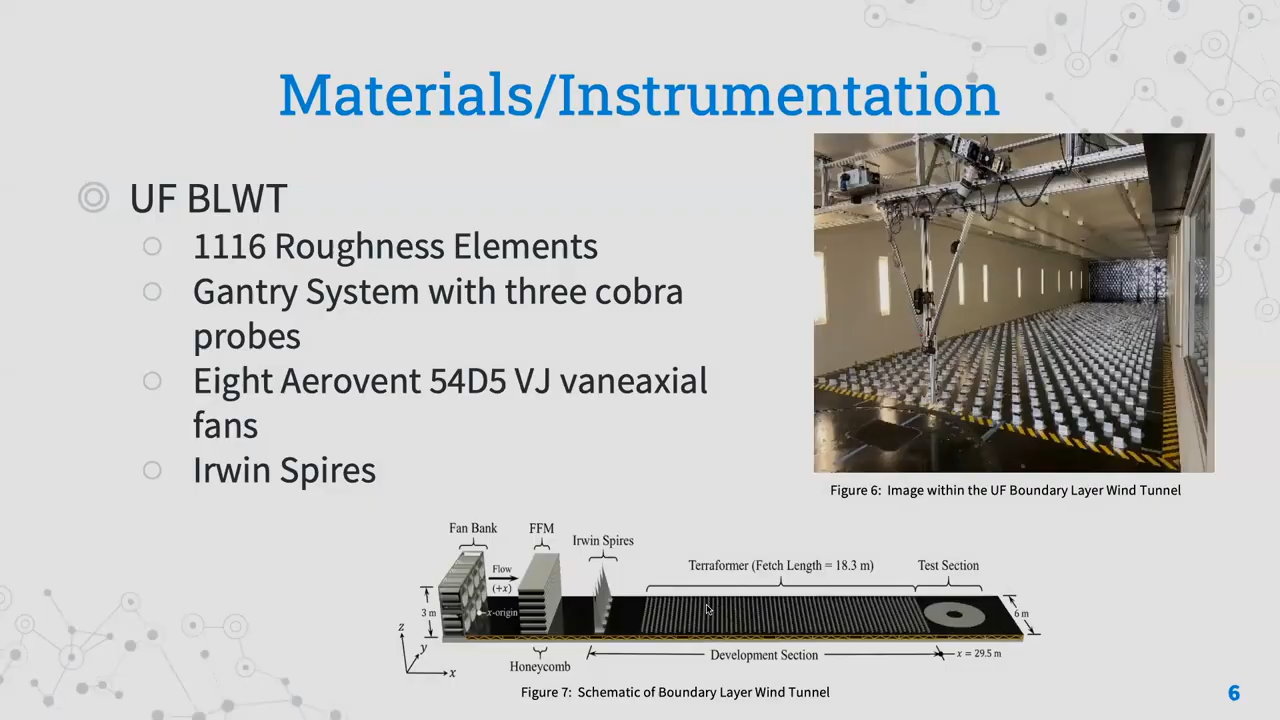 Materials/Instrumentation
UF BLWT
1116 Roughness Elements
Gantry System with three cobra
probes
Eight Aerovent 54D5 VJ vaneaxial
fans
Irwin Spires
Figure 6: Image within the UF Boundary Layer Wind Tunnel
Fan Bank
FFM
Irwin Spires
Flow
(+x)
Terraformer (Fetch Length = 18.3 m)
Test Section
3 m
x-origin
6 m
z
y
x
Honeycomb
Development Section
x = 29.5 m
Figure 7: Schematic of Boundary Layer Wind Tunnel
6